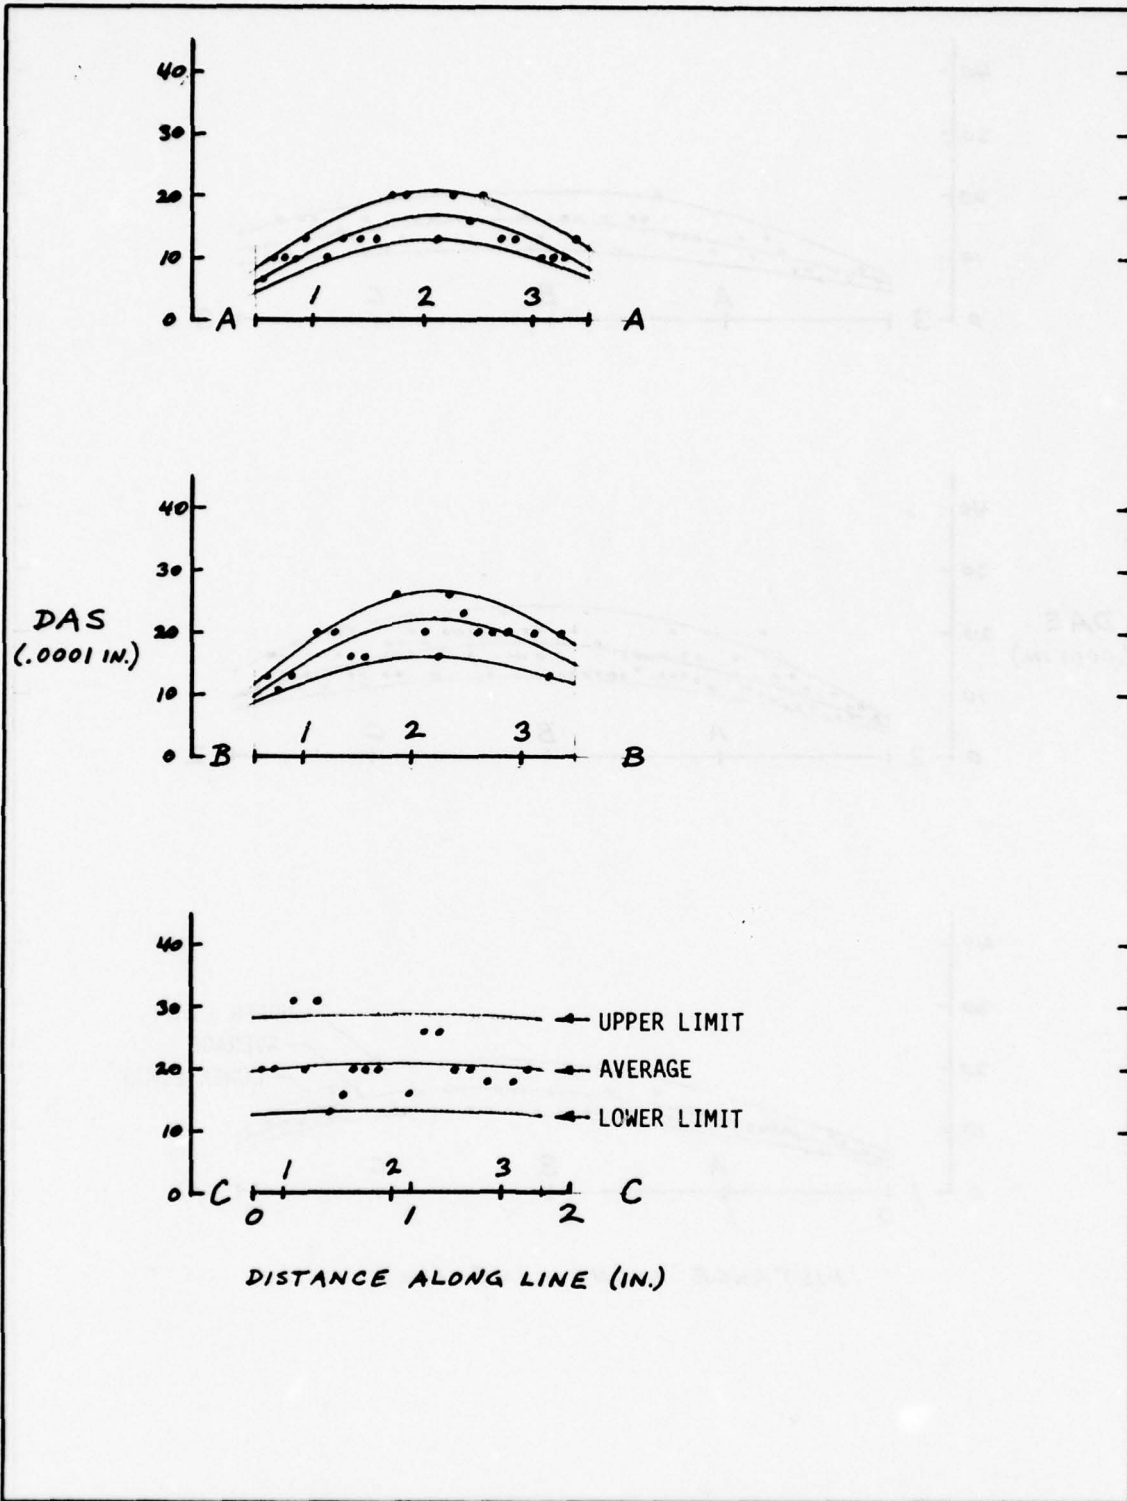 40
30
20
10
1 2 3
0 A A
40
30
DAS
20
(.0001 IN.)
10
1 2 3
0 B B
40
30
UPPER LIMIT
20
AVERAGE
LOWER LIMIT
10
1 2 3
0 C C
0 1 2
DISTANCE ALONG LINE (IN.)